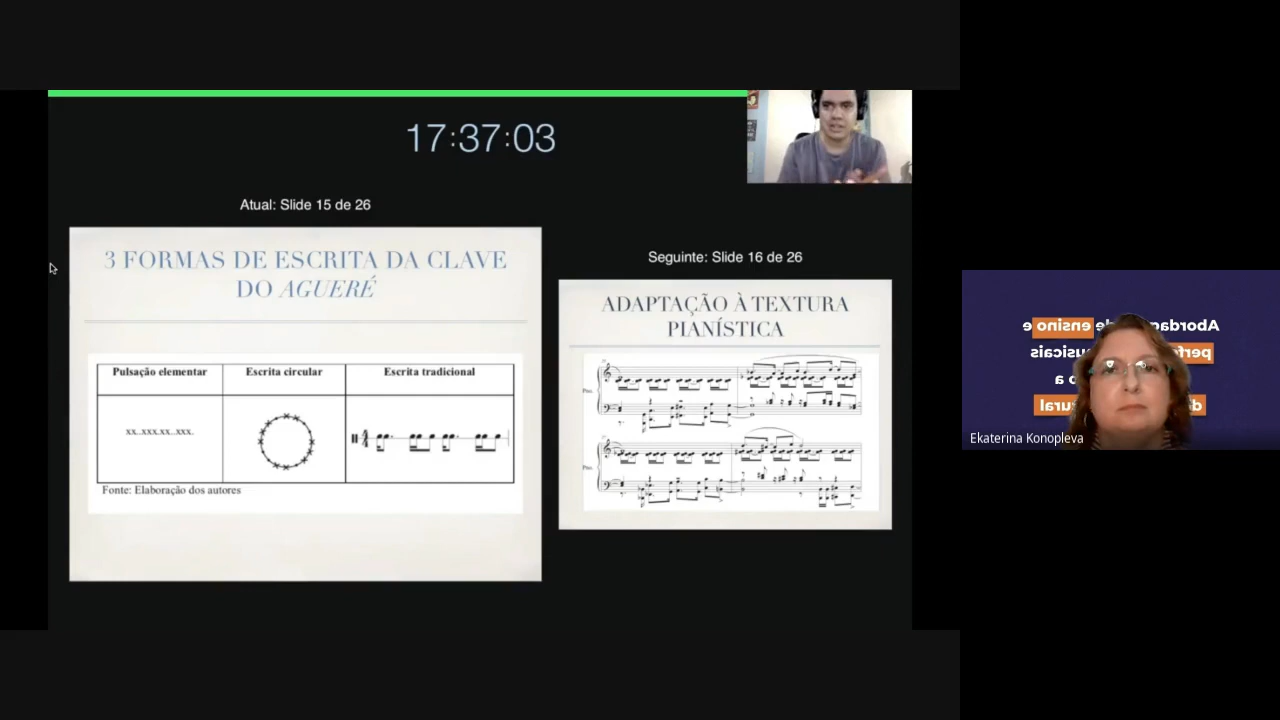 17:37:03
Atual: Slide 15 de 26
3 FORMAS DE ESCRITA DA CLAVE
DO AGUERÉ
Pulsação elementar
Escrita circular
Escrita tradicional
xx..xxx.xx..xxx.
Fonte: Elaboração dos autores
Seguinte: Slide 16 de 26
ADAPTAÇÃO À TEXTURA
PIANÍSTICA
ensino e
musicais
o a
Ekaterina Konopleva